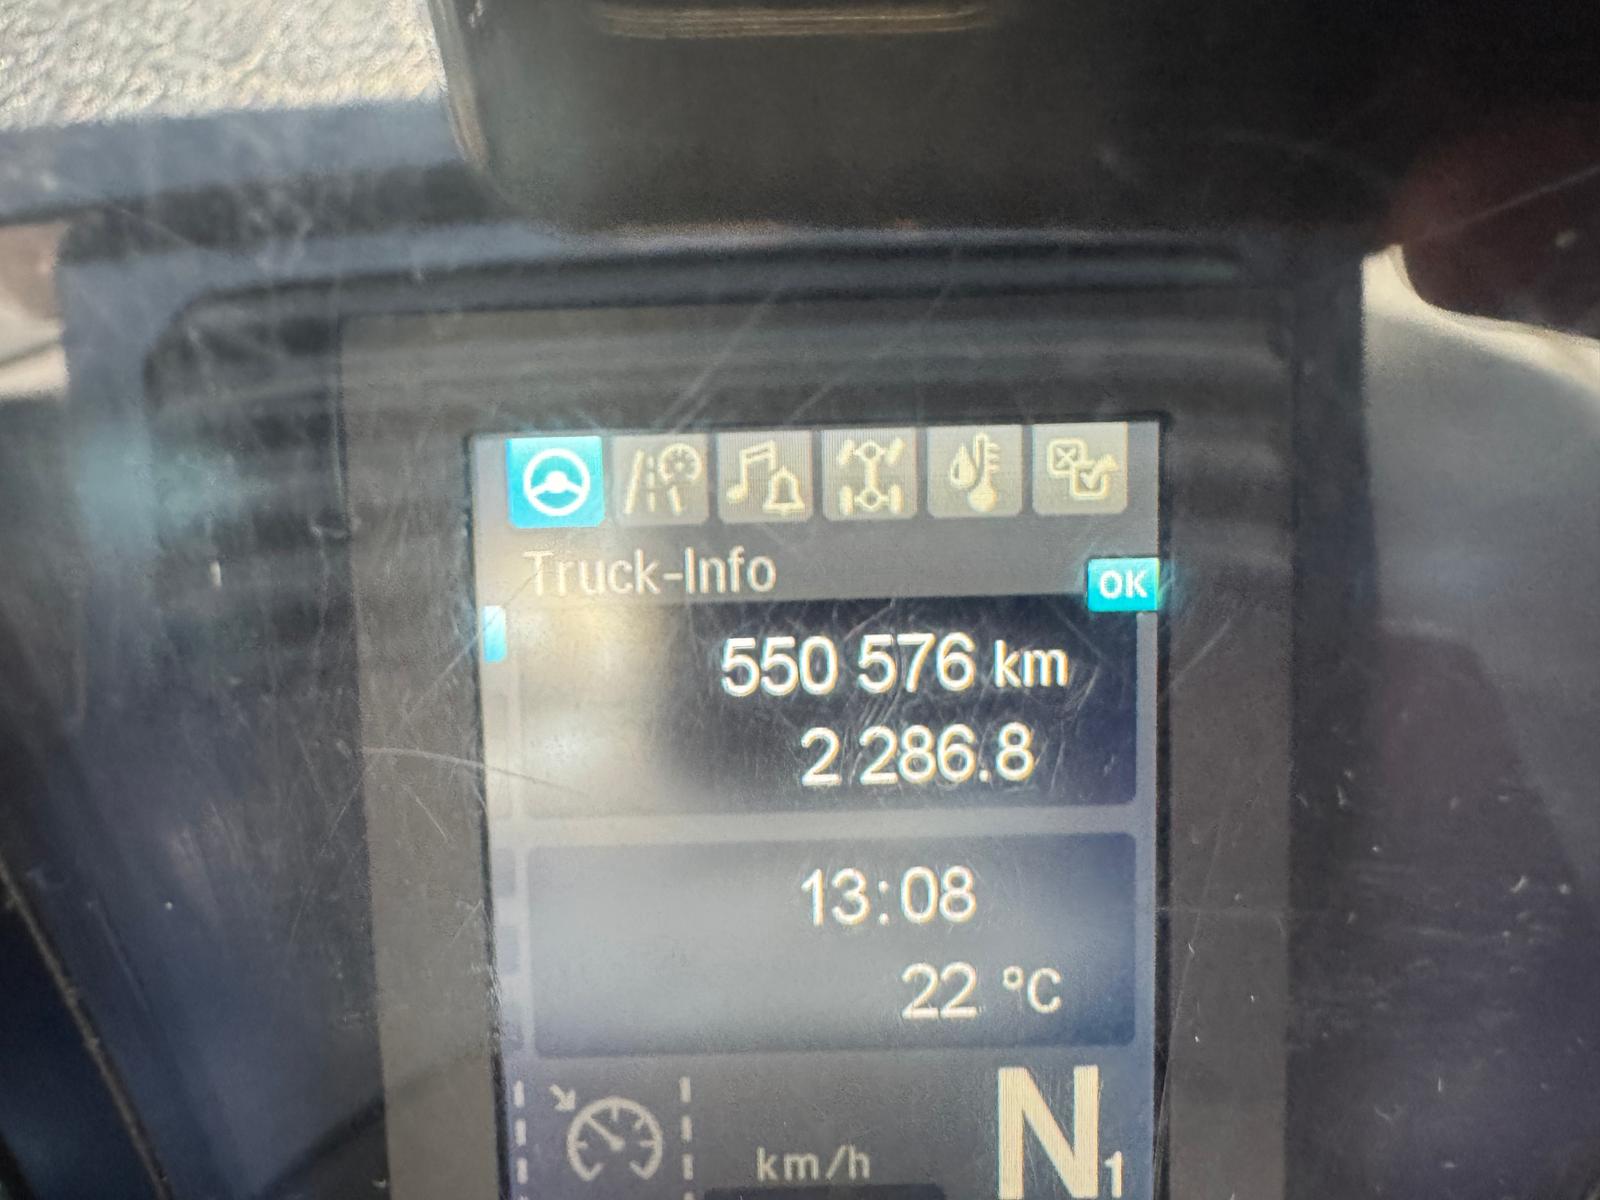 Truck-Info
OK
550 576 km
2 286.8
13:08
22 °C
km/h
N1